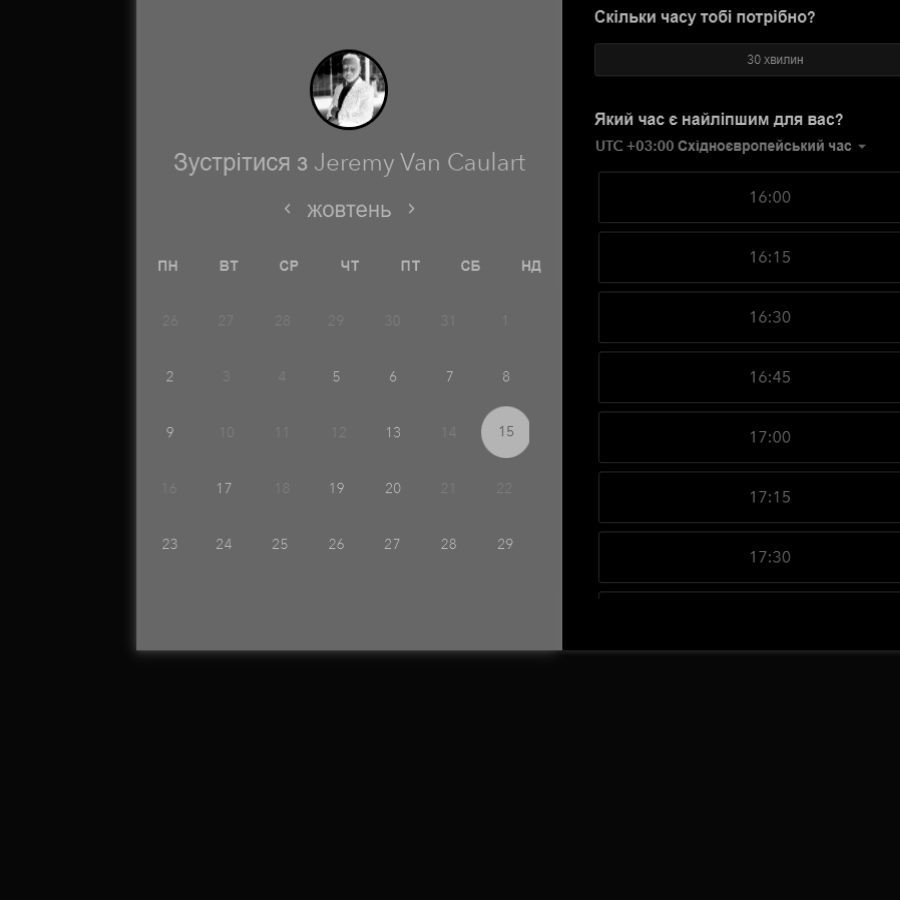 Зустрітися з Jeremy Van Caulart
жовтень
ПН ВТ СР ЧТ ПТ СБ НД
26 27 28 29 30 31 1
2 3 4 5 6 7 8
9 10 11 12 13 14 15
16 17 18 19 20 21 22
23 24 25 26 27 28 29
Скільки часу тобі потрібно?
30 хвилин
Який час є найліпшим для вас?
UTC +03:00 Східноєвропейський час
16:00
16:15
16:30
16:45
17:00
17:15
17:30